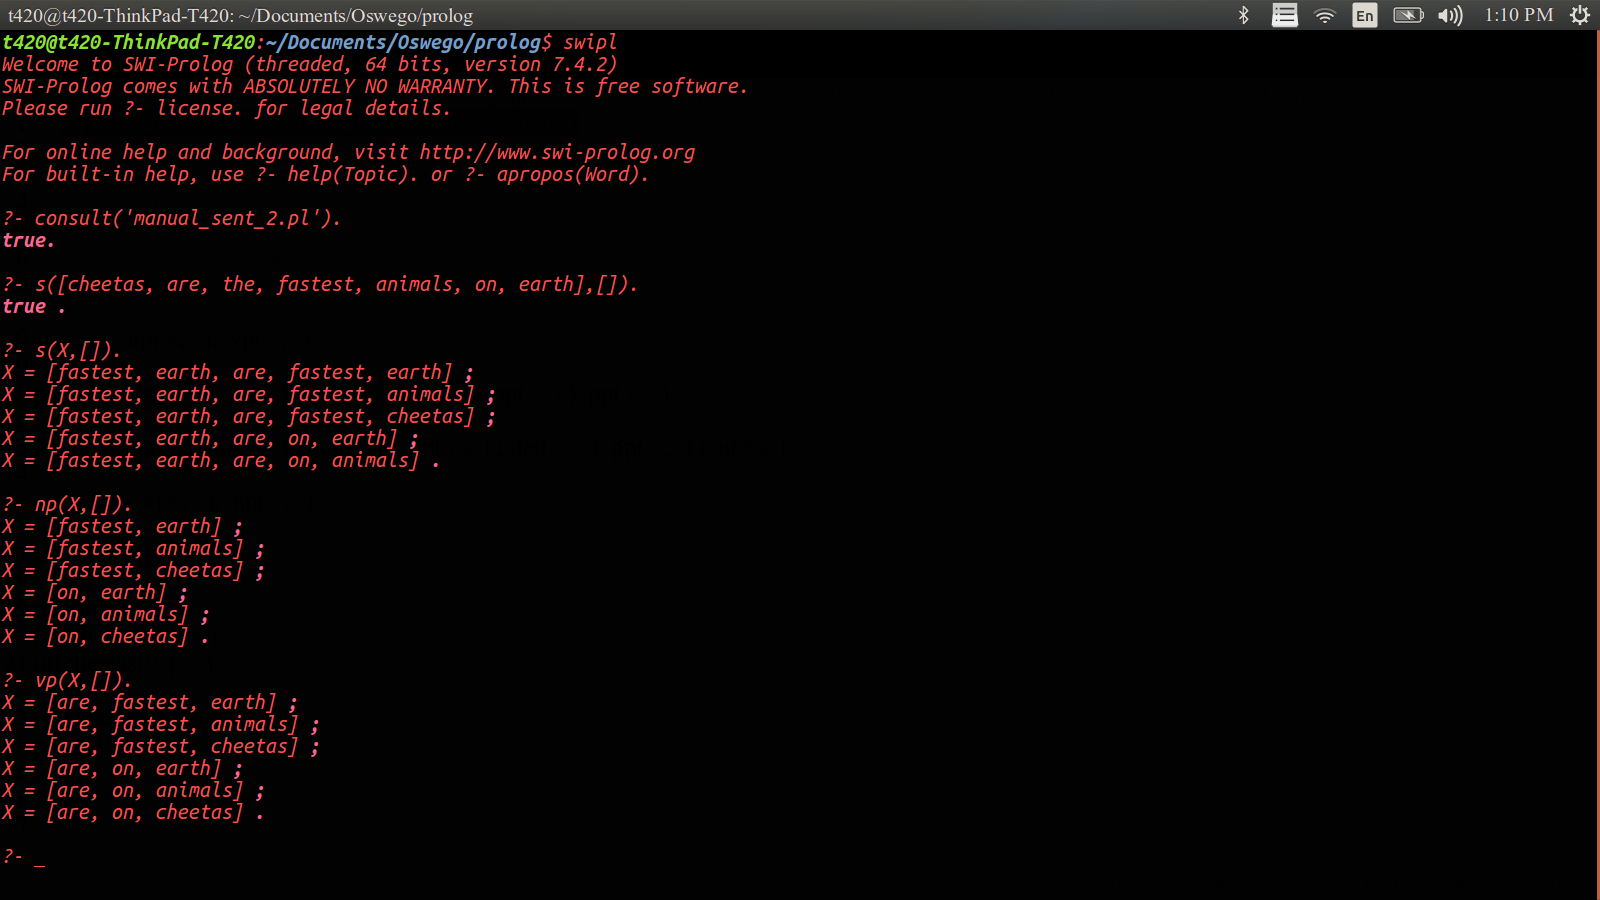 t420@t420-ThinkPad-T420: ~/Documents/Oswego/prolog En 1:10 PM
t420@t420-ThinkPad-T420:~/Documents/Oswego/prolog$ swipl
Welcome to SWI-Prolog (threaded, 64 bits, version 7.4.2)
SWI-Prolog comes with ABSOLUTELY NO WARRANTY. This is free software.
Please run ?- license. for legal details.
For online help and background, visit http://www.swi-prolog.org
For built-in help, use ?- help(Topic). or ?- apropos(Word).
?- consult('manual_sent_2.pl').
true.
?- s([cheetas, are, the, fastest, animals, on, earth],[]).
true .
?- s(X,[]).
X = [fastest, earth, are, fastest, earth] ;
X = [fastest, earth, are, fastest, animals] ;
X = [fastest, earth, are, fastest, cheetas] ;
X = [fastest, earth, are, on, earth] ;
X = [fastest, earth, are, on, animals] .
?- np(X,[]).
X = [fastest, earth] ;
X = [fastest, animals] ;
X = [fastest, cheetas] ;
X = [on, earth] ;
X = [on, animals] ;
X = [on, cheetas] .
?- vp(X,[]).
X = [are, fastest, earth] ;
X = [are, fastest, animals] ;
X = [are, fastest, cheetas] ;
X = [are, on, earth] ;
X = [are, on, animals] ;
X = [are, on, cheetas] .
?- _